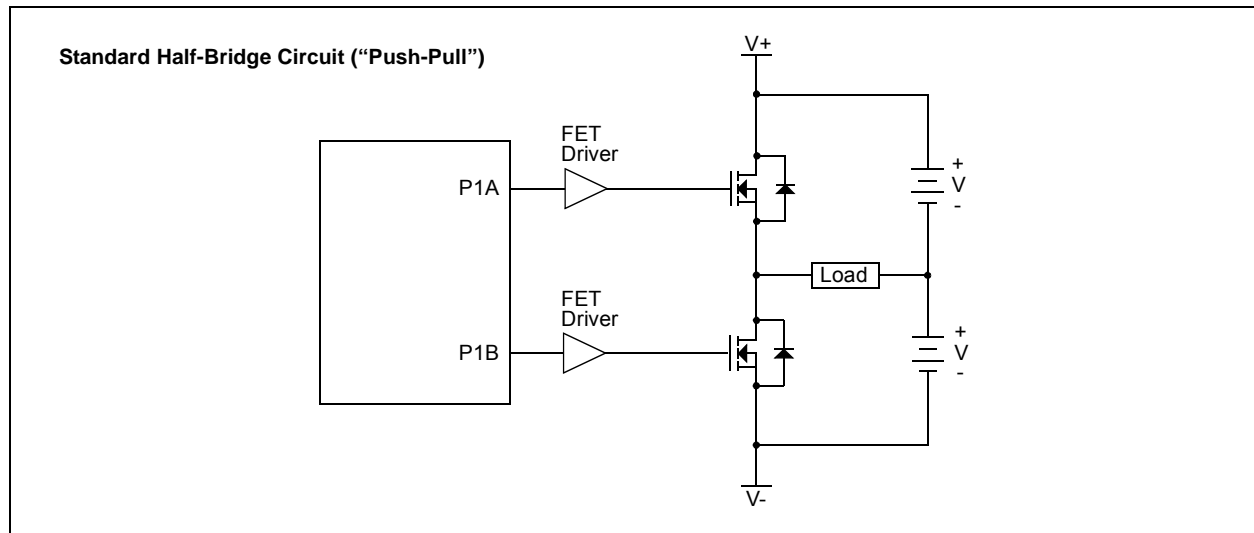 Standard Half-Bridge Circuit (“Push-Pull”)
V+
FET
Driver
P1A
+
V
-
Load
FET
Driver
P1B
+
V
-
V-